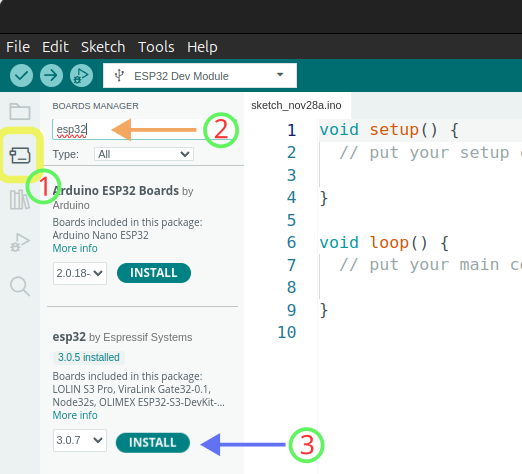 File Edit Sketch Tools Help
ESP32 Dev Module
BOARDS MANAGER
esp32
2
Type: All
1
Arduino ESP32 Boards by
Arduino
Boards included in this package:
Arduino Nano ESP32
More info
2.0.18- INSTALL
esp32 by Espressif Systems
3.0.5 installed
Boards included in this package:
LOLIN S3 Pro, ViraLink Gate32-0.1,
Node32s, OLIMEX ESP32-S3-DevKit-...
More info
3.0.7 INSTALL
3
sketch_nov28a.ino
1 void setup() {
2 // put your setup
3
4 }
5
6 void loop() {
7 // put your main
8
9 }
10